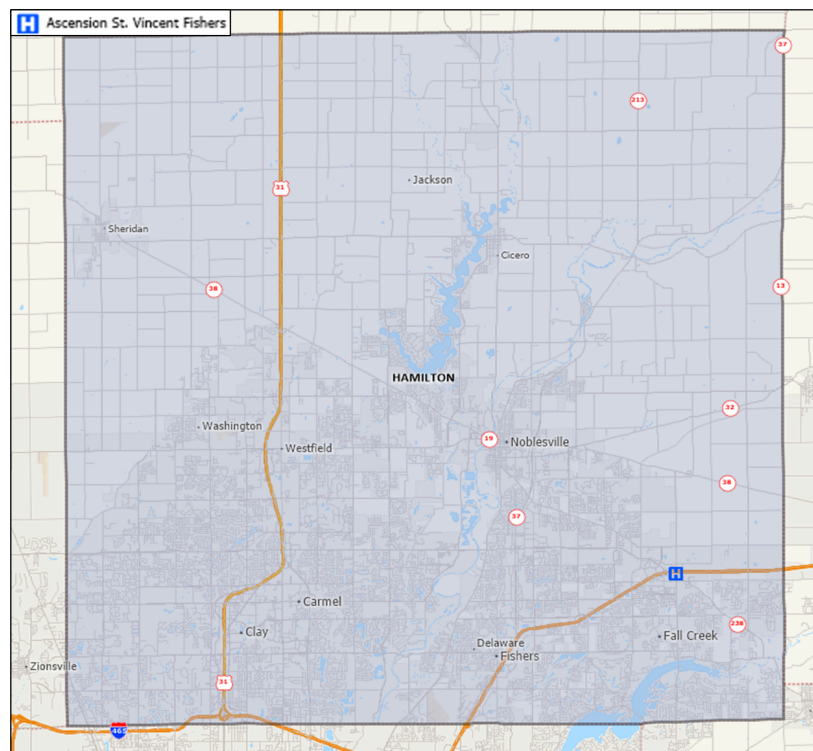 H Ascension St. Vincent Fishers
37
213
Jackson
31
Sheridan
Cicero
38
13
HAMILTON
32
Washington
19
Noblesville
Westfield
38
37
H
Carmel
238
Clay
Fall Creek
Delaware
Fishers
Zionsville
31
465